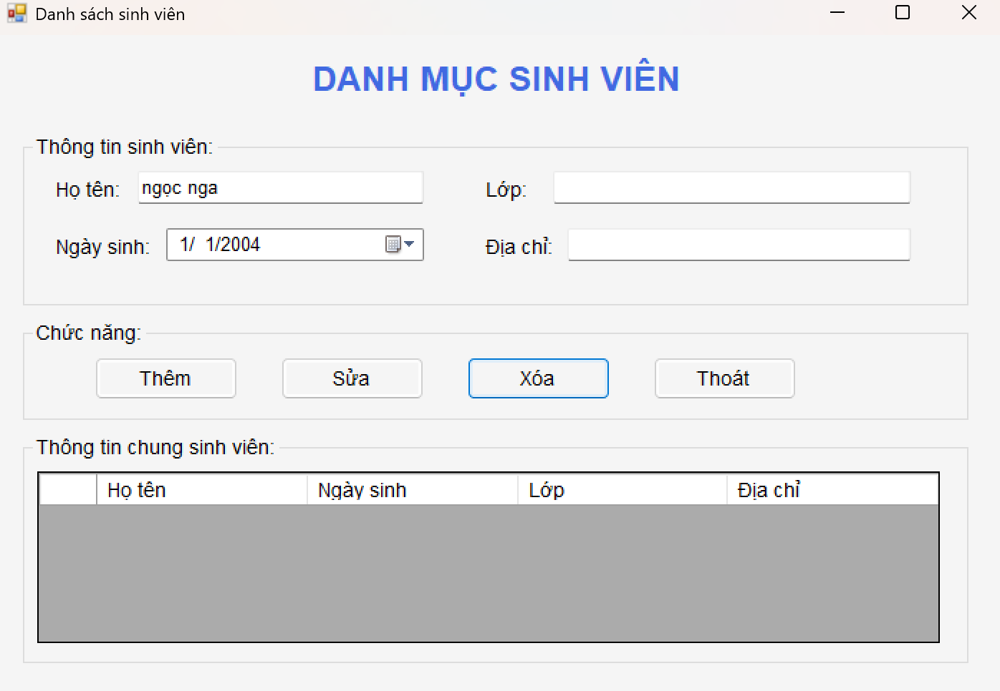 Danh sách sinh viên
DANH MỤC SINH VIÊN
Thông tin sinh viên:
Họ tên: ngọc nga Lớp:
Ngày sinh: 1/ 1/2004 Địa chỉ:
Chức năng:
Thêm Sửa Xóa Thoát
Thông tin chung sinh viên:
Họ tên Ngày sinh Lớp Địa chỉ